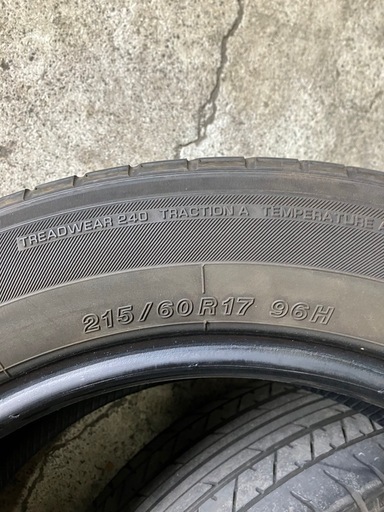 TREADWEAR 240 TRACTION A TEMPERATURE A
215/60R17 96H